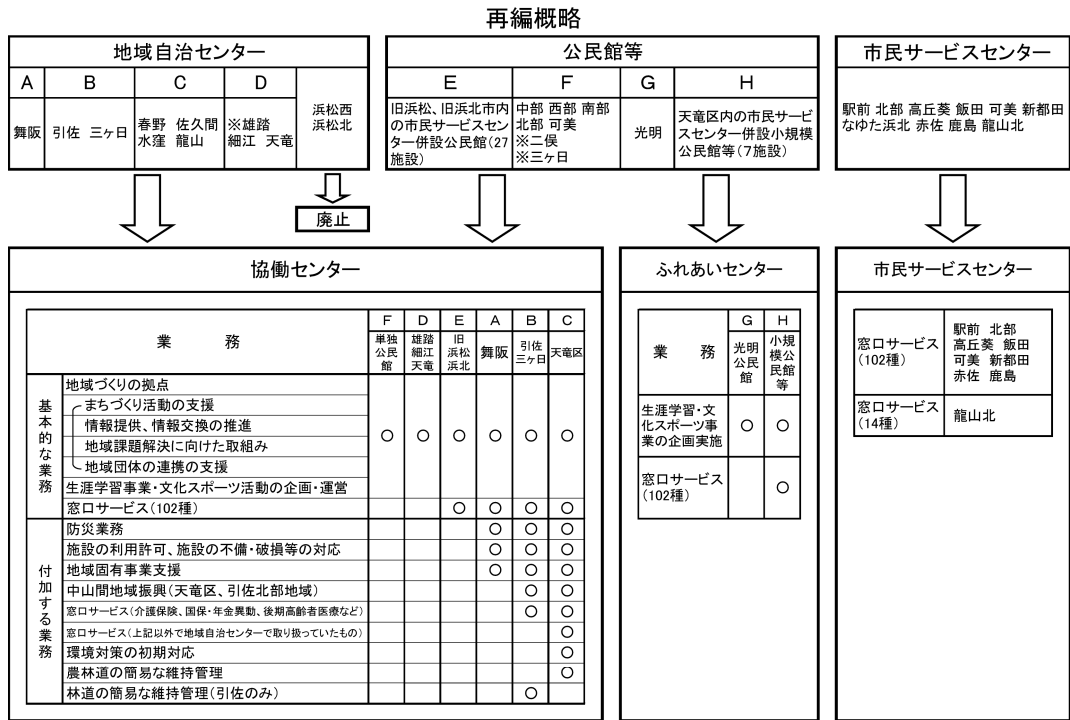 再編概略
地域自治センター
A B C D
舞阪
引佐 三ヶ日
春野 佐久間
水窪 龍山
※雄踏
細江 天竜
浜松西
浜松北
廃止
公民館等
E F G H
旧浜松、旧浜北市内
の市民サービスセン
ター併設公民館(27
施設)
中部 西部 南部
北部 可美
※二俣
※三ヶ日
光明
天竜区内の市民サービ
スセンター併設小規模
公民館等(7施設)
市民サービスセンター
駅前 北部 高丘葵 飯田 可美 新都田
なゆた浜北 赤佐 鹿島 龍山北
協働センター
業務
F D E A B C
単独
公民
館
雄踏
細江
天竜
旧
浜松
浜北
舞阪
引佐
三ヶ日
天竜区
基本的な業務
地域づくりの拠点
まちづくり活動の支援
情報提供、情報交換の推進
地域課題解決に向けた取組み
地域団体の連携の支援
○ ○ ○ ○ ○ ○
生涯学習事業・文化スポーツ活動の企画・運営
窓口サービス(102種) ○ ○ ○ ○
付加する業務
防災業務 ○ ○ ○
施設の利用許可、施設の不備・破損等の対応 ○ ○ ○
地域固有事業支援 ○ ○ ○
中山間地域振興(天竜区、引佐北部地域) ○ ○
窓口サービス(介護保険、国保・年金異動、後期高齢者医療など) ○ ○
窓口サービス(上記以外で地域自治センターで取り扱っていたもの) ○
環境対策の初期対応 ○
農林道の簡易な維持管理 ○
林道の簡易な維持管理(引佐のみ) ○
ふれあいセンター
業務
G H
光明
公民
館
小規
模公
民館
等
生涯学習・文
化スポーツ事
業の企画実施
○ ○
窓口サービス
(102種)
○
市民サービスセンター
窓口サービス
(102種)
駅前 北部
高丘葵 飯田
可美 新都田
赤佐 鹿島
窓口サービス
(14種)
龍山北